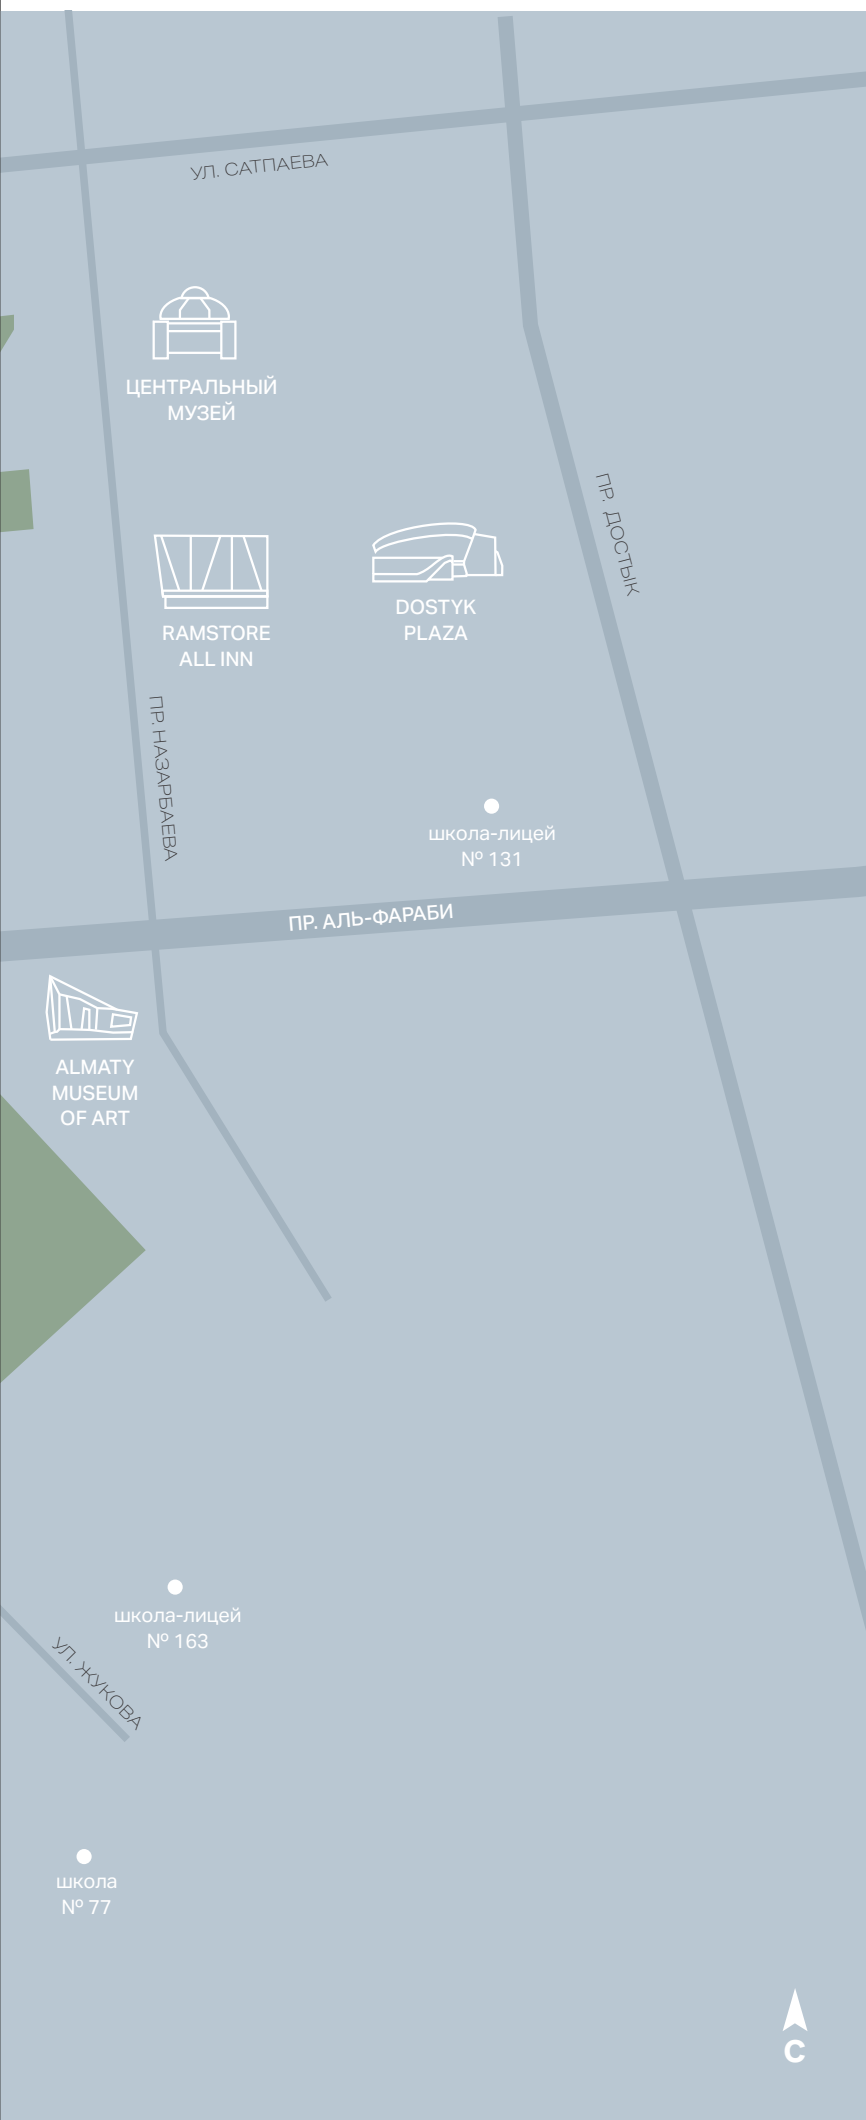 УЛ. САТПАЕВА
ЦЕНТРАЛЬНЫЙ
МУЗЕЙ
ПР. ДОСТЫК
DOSTYK
PLAZA
RAMSTORE
ALL INN
ПР. НАЗАРБАЕВА
школа-лицей
№ 131
ПР. АЛЬ-ФАРАБИ
ALMATY
MUSEUM
OF ART
школа-лицей
№ 163
УЛ. ЖУКОВА
школа
№ 77
С